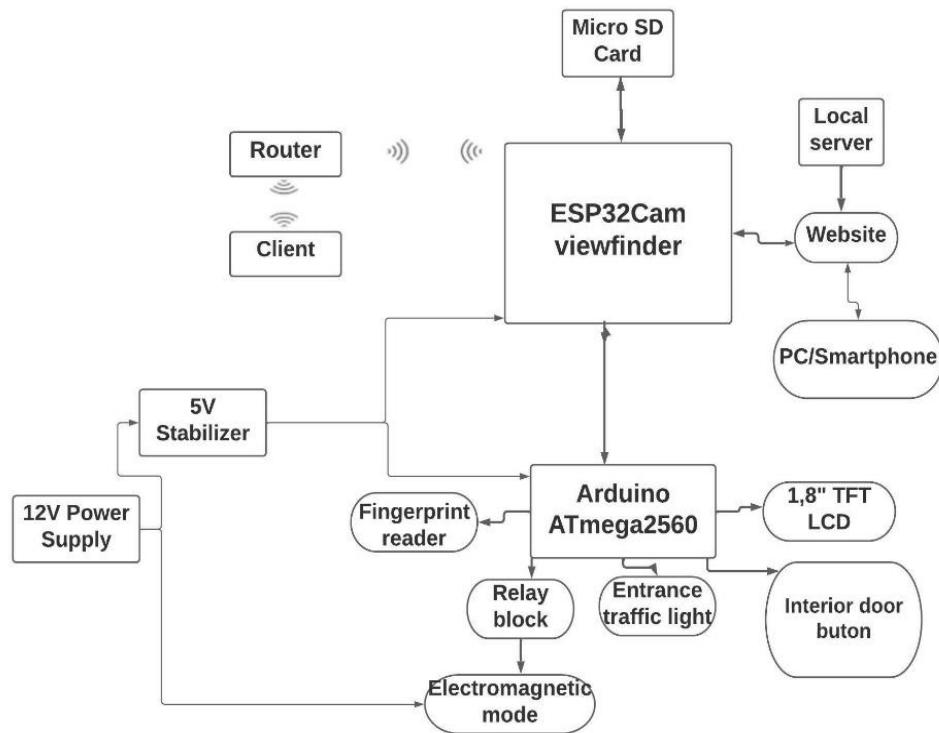 Micro SD
Card
Local
server
Router
ESP32Cam
viewfinder
Website
Client
PC/Smartphone
5V
Stabilizer
12V Power
Supply
Fingerprint
reader
Arduino
ATmega2560
1,8" TFT
LCD
Relay
block
Entrance
traffic light
Interior door
buton
Electromagnetic
mode